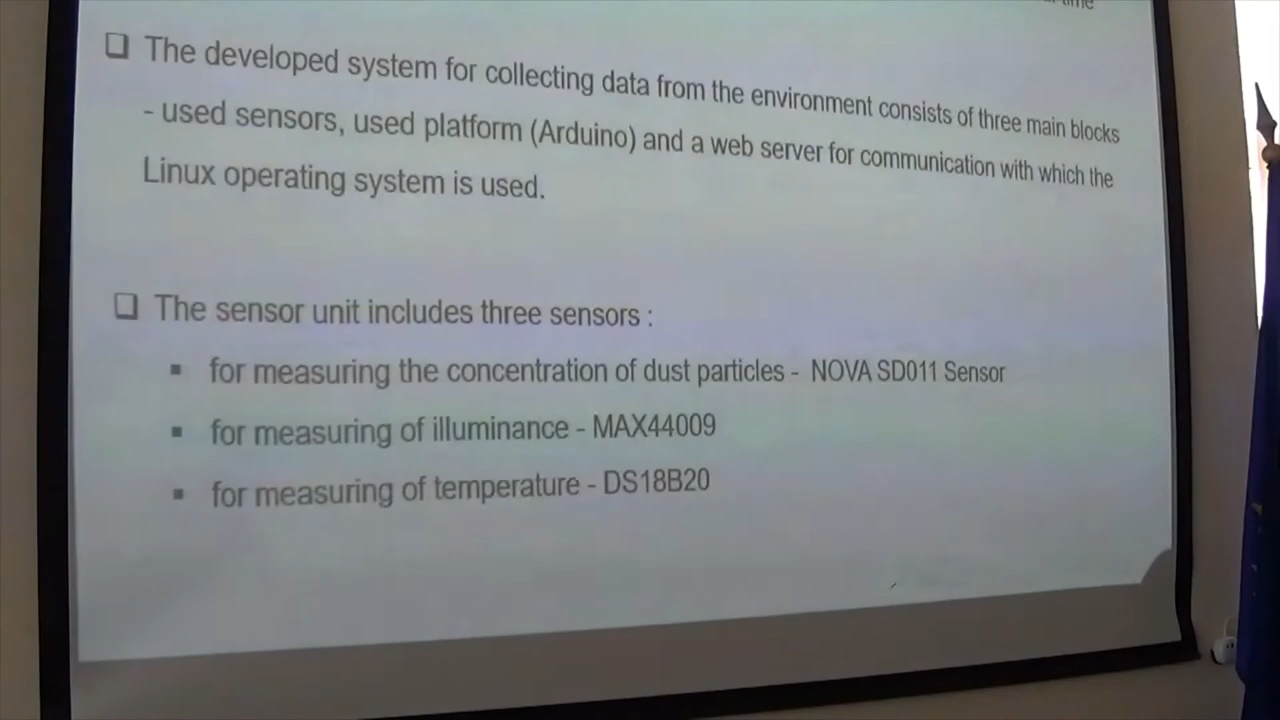 The developed system for collecting data from the environment consists of three main blocks
- used sensors, used platform (Arduino) and a web server for communication with which the
Linux operating system is used.
The sensor unit includes three sensors :
for measuring the concentration of dust particles - NOVA SD011 Sensor
for measuring of illuminance - MAX44009
for measuring of temperature - DS18B20